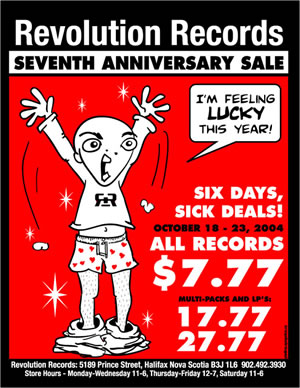 Revolution Records
SEVENTH ANNIVERSARY SALE
I'M FEELING
LUCKY
THIS YEAR!
SIX DAYS,
SICK DEALS!
OCTOBER 18 - 23, 2004
ALL RECORDS
$7.77
MULTI-PACKS AND LP'S:
17.77
27.77
Revolution Records: 5189 Prince Street, Halifax Nova Scotia B3J 1L6 902.492.3930
Store Hours - Monday-Wednesday 11-6, Thursday-Friday 12-7, Saturday 11-6